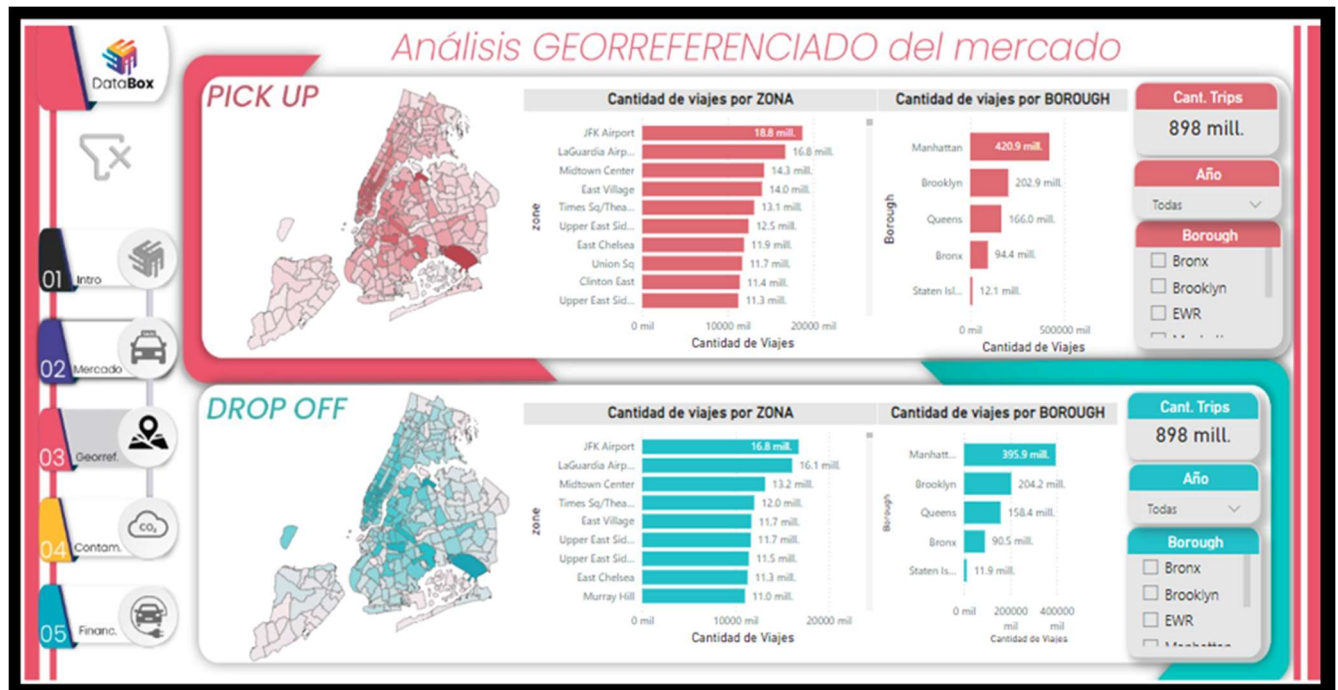 DataBox
Análisis GEORREFERENCIADO del mercado
01 Intro
02 Mercado
03 Georref.
04 Contam.
CO₂
05 Financ.
PICK UP
Cantidad de viajes por ZONA
zone
JFK Airport 18.8 mill.
LaGuardia Airp... 16.8 mill.
Midtown Center 14.3 mill.
East Village 14.0 mill.
Times Sq/Thea... 13.1 mill.
Upper East Sid... 12.5 mill.
East Chelsea 11.9 mill.
Union Sq 11.7 mill.
Clinton East 11.4 mill.
Upper East Sid... 11.3 mill.
0 mil 10000 mil 20000 mil
Cantidad de Viajes
Cantidad de viajes por BOROUGH
Borough
Manhattan 420.9 mill.
Brooklyn 202.9 mill.
Queens 166.0 mill.
Bronx 94.4 mill.
Staten Isl... 12.1 mill.
0 mil 500000 mil
Cantidad de Viajes
Cant. Trips
898 mill.
Año
Todas
Borough
Bronx
Brooklyn
EWR
DROP OFF
Cantidad de viajes por ZONA
zone
JFK Airport 16.8 mill.
LaGuardia Airp... 16.1 mill.
Midtown Center 13.2 mill.
Times Sq/Thea... 12.0 mill.
East Village 11.7 mill.
Upper East Sid... 11.7 mill.
Upper East Sid... 11.5 mill.
East Chelsea 11.3 mill.
Murray Hill 11.0 mill.
0 mil 10000 mil 20000 mil
Cantidad de Viajes
Cantidad de viajes por BOROUGH
Borough
Manhatt... 395.9 mill.
Brooklyn 204.2 mill.
Queens 158.4 mill.
Bronx 90.5 mill.
Staten Is... 11.9 mill.
0 mil 200000 400000
mil mil
Cantidad de Viajes
Cant. Trips
898 mill.
Año
Todas
Borough
Bronx
Brooklyn
EWR
Manhattan